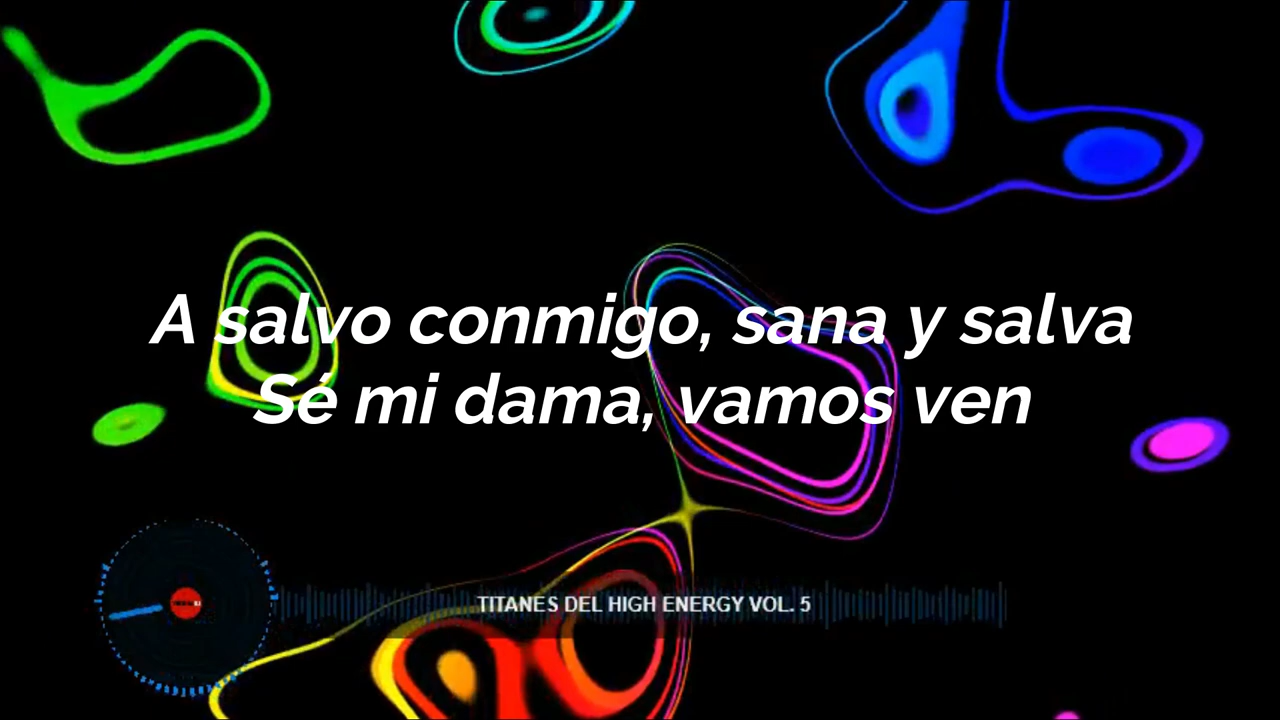 A salvo conmigo, sana y salva
Sé mi dama, vamos ven
TITANES DEL HIGH ENERGY VOL. 5